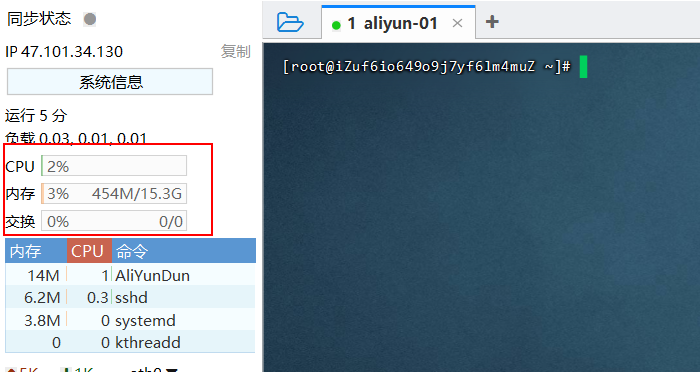 同步状态
IP 47.101.34.130 复制
系统信息
运行 5 分
负载 0.03, 0.01, 0.01
CPU 2%
内存 3% 454M/15.3G
交换 0% 0/0
内存 CPU 命令
14M 1 AliYunDun
6.2M 0.3 sshd
3.8M 0 systemd
0 0 kthreadd
5K 1K eth0
1 aliyun-01 × +
[root@iZuf6io649o9j7yf6lm4muZ ~]#